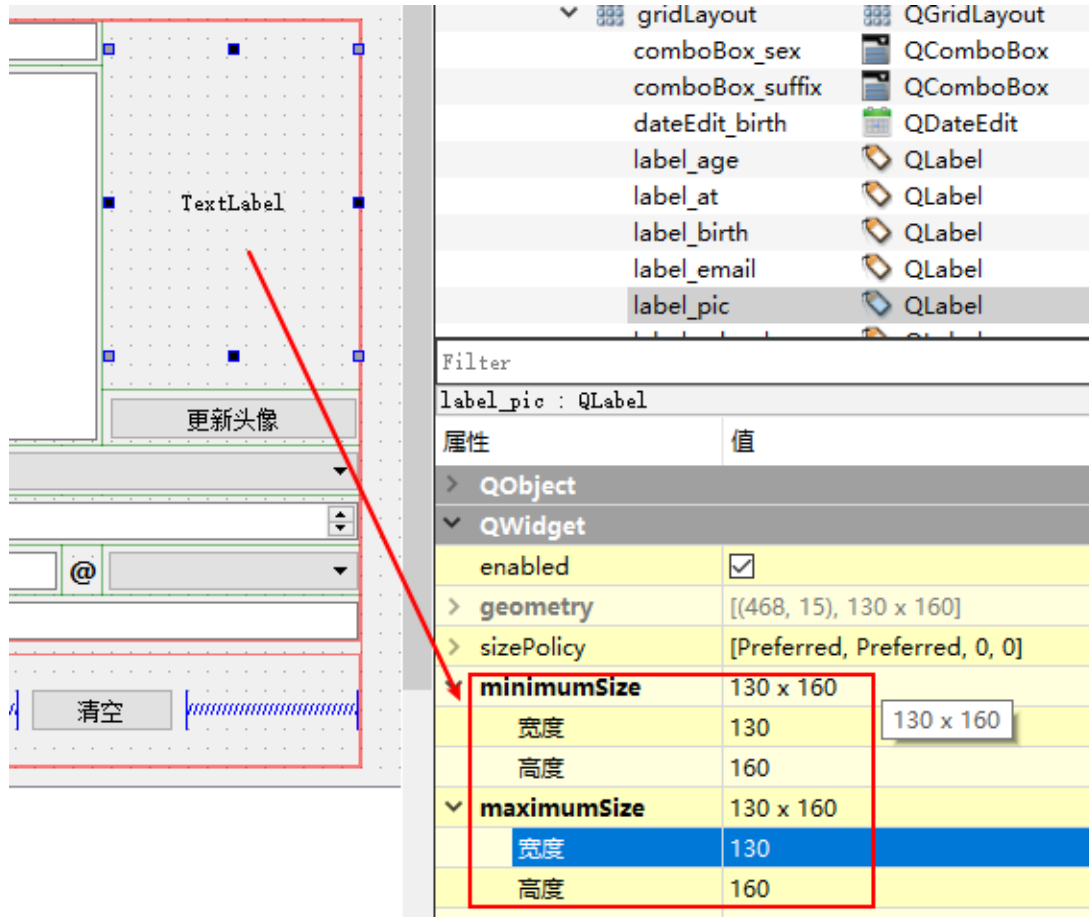 TextLabel
更新头像
@
清空
gridLayout QGridLayout
comboBox_sex QComboBox
comboBox_suffix QComboBox
dateEdit_birth QDateEdit
label_age QLabel
label_at QLabel
label_birth QLabel
label_email QLabel
label_pic QLabel
Filter
label_pic : QLabel
属性 值
QObject
QWidget
enabled
geometry [(468, 15), 130 x 160]
sizePolicy [Preferred, Preferred, 0, 0]
minimumSize 130 x 160
130 x 160
宽度 130
高度 160
maximumSize 130 x 160
宽度 130
高度 160